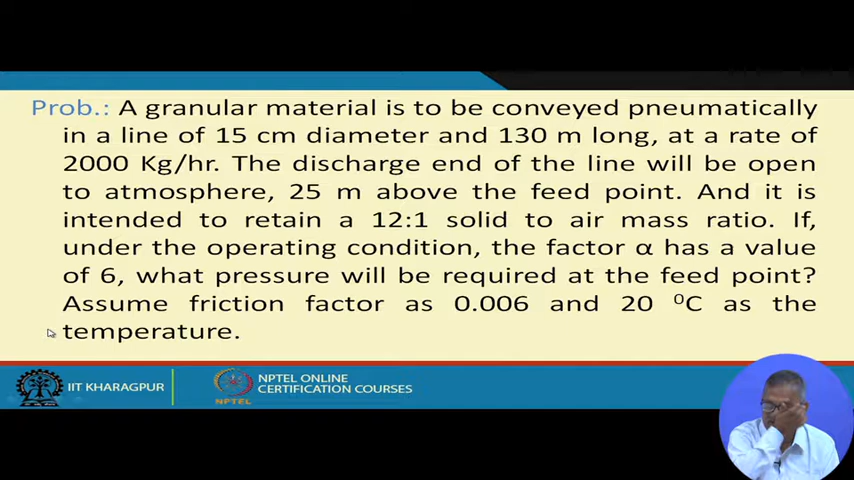 Prob.: A granular material is to be conveyed pneumatically
in a line of 15 cm diameter and 130 m long, at a rate of
2000 Kg/hr. The discharge end of the line will be open
to atmosphere, 25 m above the feed point. And it is
intended to retain a 12:1 solid to air mass ratio. If,
under the operating condition, the factor α has a value
of 6, what pressure will be required at the feed point?
Assume friction factor as 0.006 and 20 ⁰C as the
temperature.
IIT KHARAGPUR
NPTEL ONLINE
CERTIFICATION COURSES
NPTEL